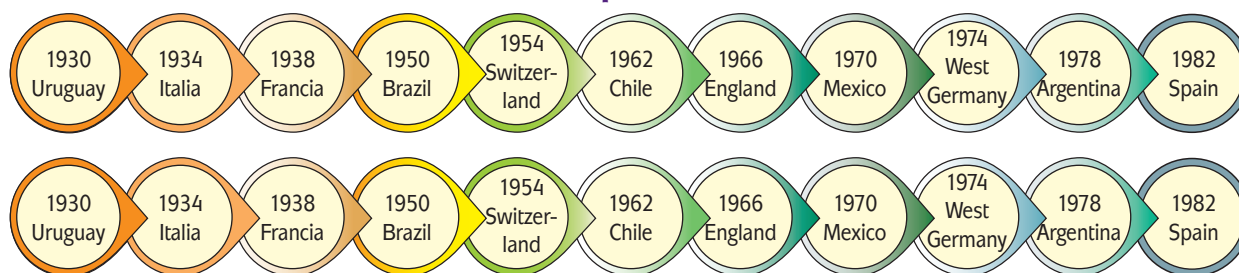 1930
Uruguay
1934
Italia
1938
Francia
1950
Brazil
1954
Switzer-
land
1962
Chile
1966
England
1970
Mexico
1974
West
Germany
1978
Argentina
1982
Spain
1930
Uruguay
1934
Italia
1938
Francia
1950
Brazil
1954
Switzer-
land
1962
Chile
1966
England
1970
Mexico
1974
West
Germany
1978
Argentina
1982
Spain